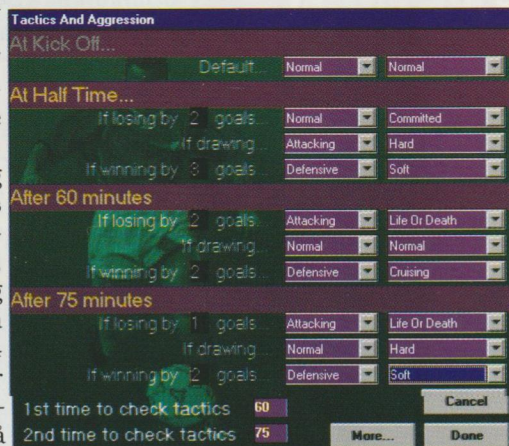 Tactics And Aggression
At Kick Off...
Default... Normal Normal
At Half Time...
If losing by 2 goals... Normal Committed
If drawing... Attacking Hard
If winning by 3 goals... Defensive Soft
After 60 minutes
If losing by 2 goals... Attacking Life Or Death
If drawing... Normal Normal
If winning by 2 goals... Defensive Cruising
After 75 minutes
If losing by 1 goals... Attacking Life Or Death
If drawing... Normal Hard
If winning by 2 goals... Defensive Soft
1st time to check tactics 60 Cancel
2nd time to check tactics 75 More... Done